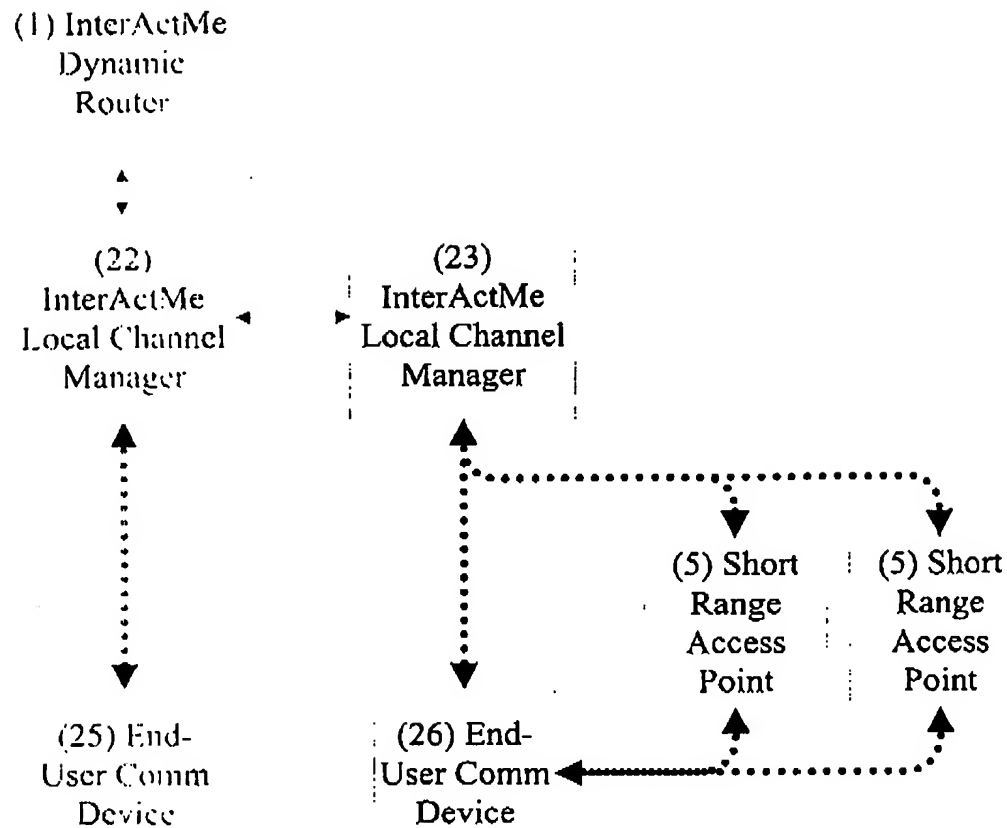 (1) InterActMe
Dynamic
Router
(22)
InterActMe
Local Channel
Manager
(23)
InterActMe
Local Channel
Manager
(5) Short
Range
Access
Point
(5) Short
Range
Access
Point
(25) End-
User Comm
Device
(26) End-
User Comm
Device